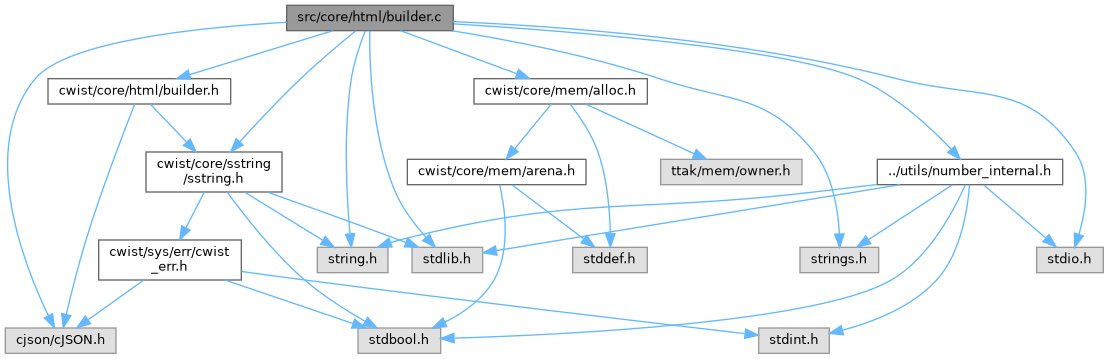 src/core/html/builder.c
cwist/core/html/builder.h
cwist/core/mem/alloc.h
cwist/core/sstring
/sstring.h
cwist/core/mem/arena.h
ttak/mem/owner.h
../utils/number_internal.h
cwist/sys/err/cwist
_err.h
string.h
stdlib.h
stddef.h
strings.h
stdio.h
cjson/cJSON.h
stdbool.h
stdint.h